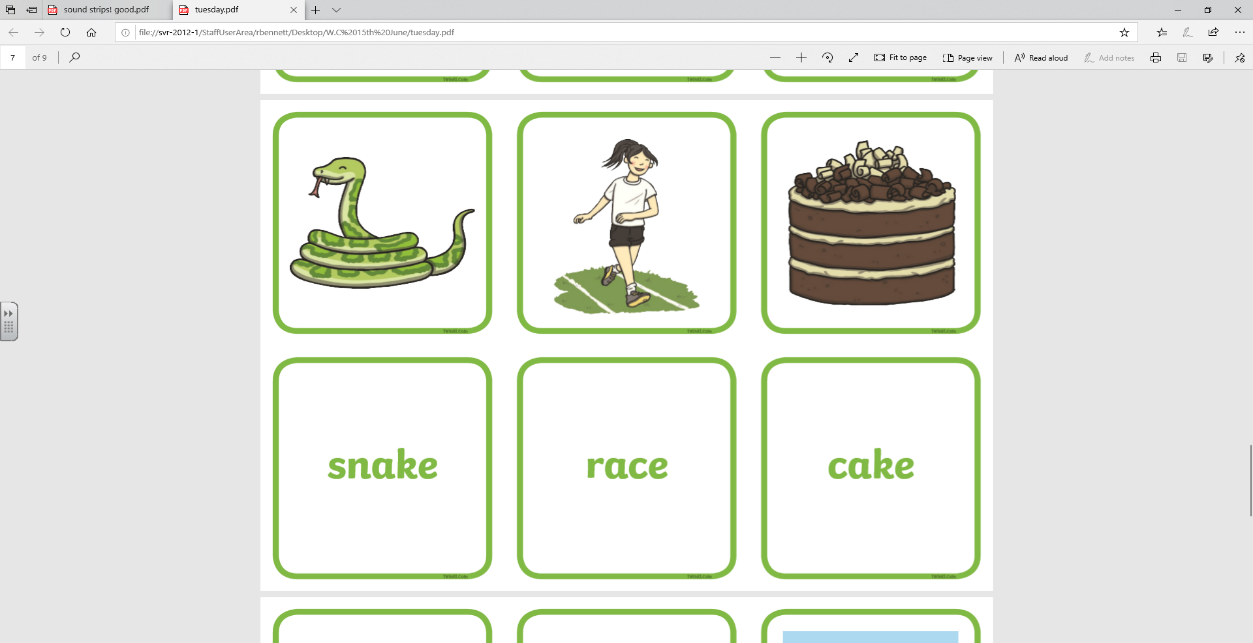 sound strips! good.pdf
tuesday.pdf
file://svr-2012-1/StaffUserArea/rbennett/Desktop/W.C%2015th%20June/tuesday.pdf
7 of 9
Fit to page
Page view
Read aloud
Add notes
snake
race
cake